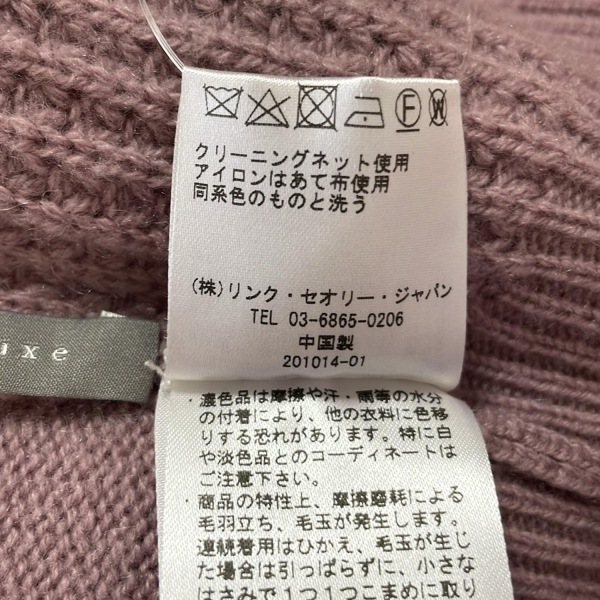 F W
クリーニングネット使用
アイロンはあて布使用
同系色のものと洗う
(株)リンク・セオリー・ジャパン
TEL 03-6865-0206
中国製
201014-01
uxe
・濃色品は摩擦や汗・雨等の水分
の付着により、他の衣料に色移
りする恐れがあります。特に白
や淡色品とのコーディネートは
ご注意下さい。
・商品の特性上、摩擦磨耗による
毛羽立ち、毛玉が発生します。
連続着用はひかえ、毛玉が生じ
た場合は引っぱらずに、小さな
はさみで1つ1つこまめに取り